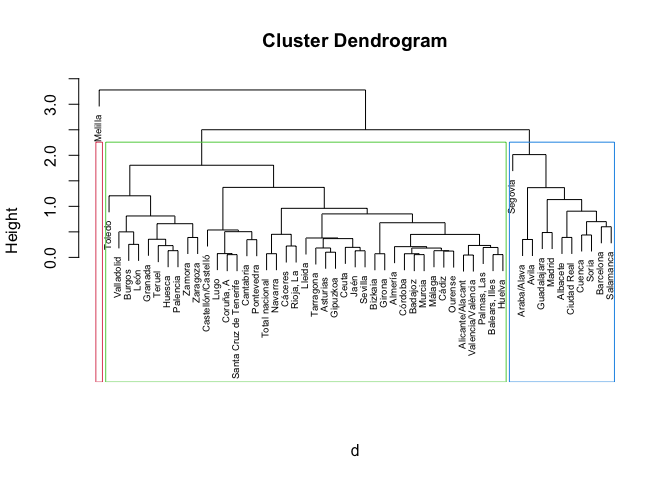 Cluster Dendrogram
Height
0.0 1.0 2.0 3.0
Melilla
Toledo
Valladolid
Burgos
León
Granada
Teruel
Huesca
Palencia
Zamora
Zaragoza
Castellón/Castelló
Lugo
Coruña, A
Santa Cruz de Tenerife
Cantabria
Pontevedra
Total nacional
Navarra
Cáceres
Rioja, La
Lleida
Tarragona
Asturias
Gipuzkoa
Ceuta
Jaén
Sevilla
Bizkaia
Girona
Almería
Córdoba
Badajoz
Murcia
Málaga
Cádiz
Ourense
Alicante/Alacant
Valencia/València
Palmas, Las
Balears, Illes
Huelva
Segovia
Araba/Álava
Ávila
Guadalajara
Madrid
Albacete
Ciudad Real
Cuenca
Soria
Barcelona
Salamanca
d